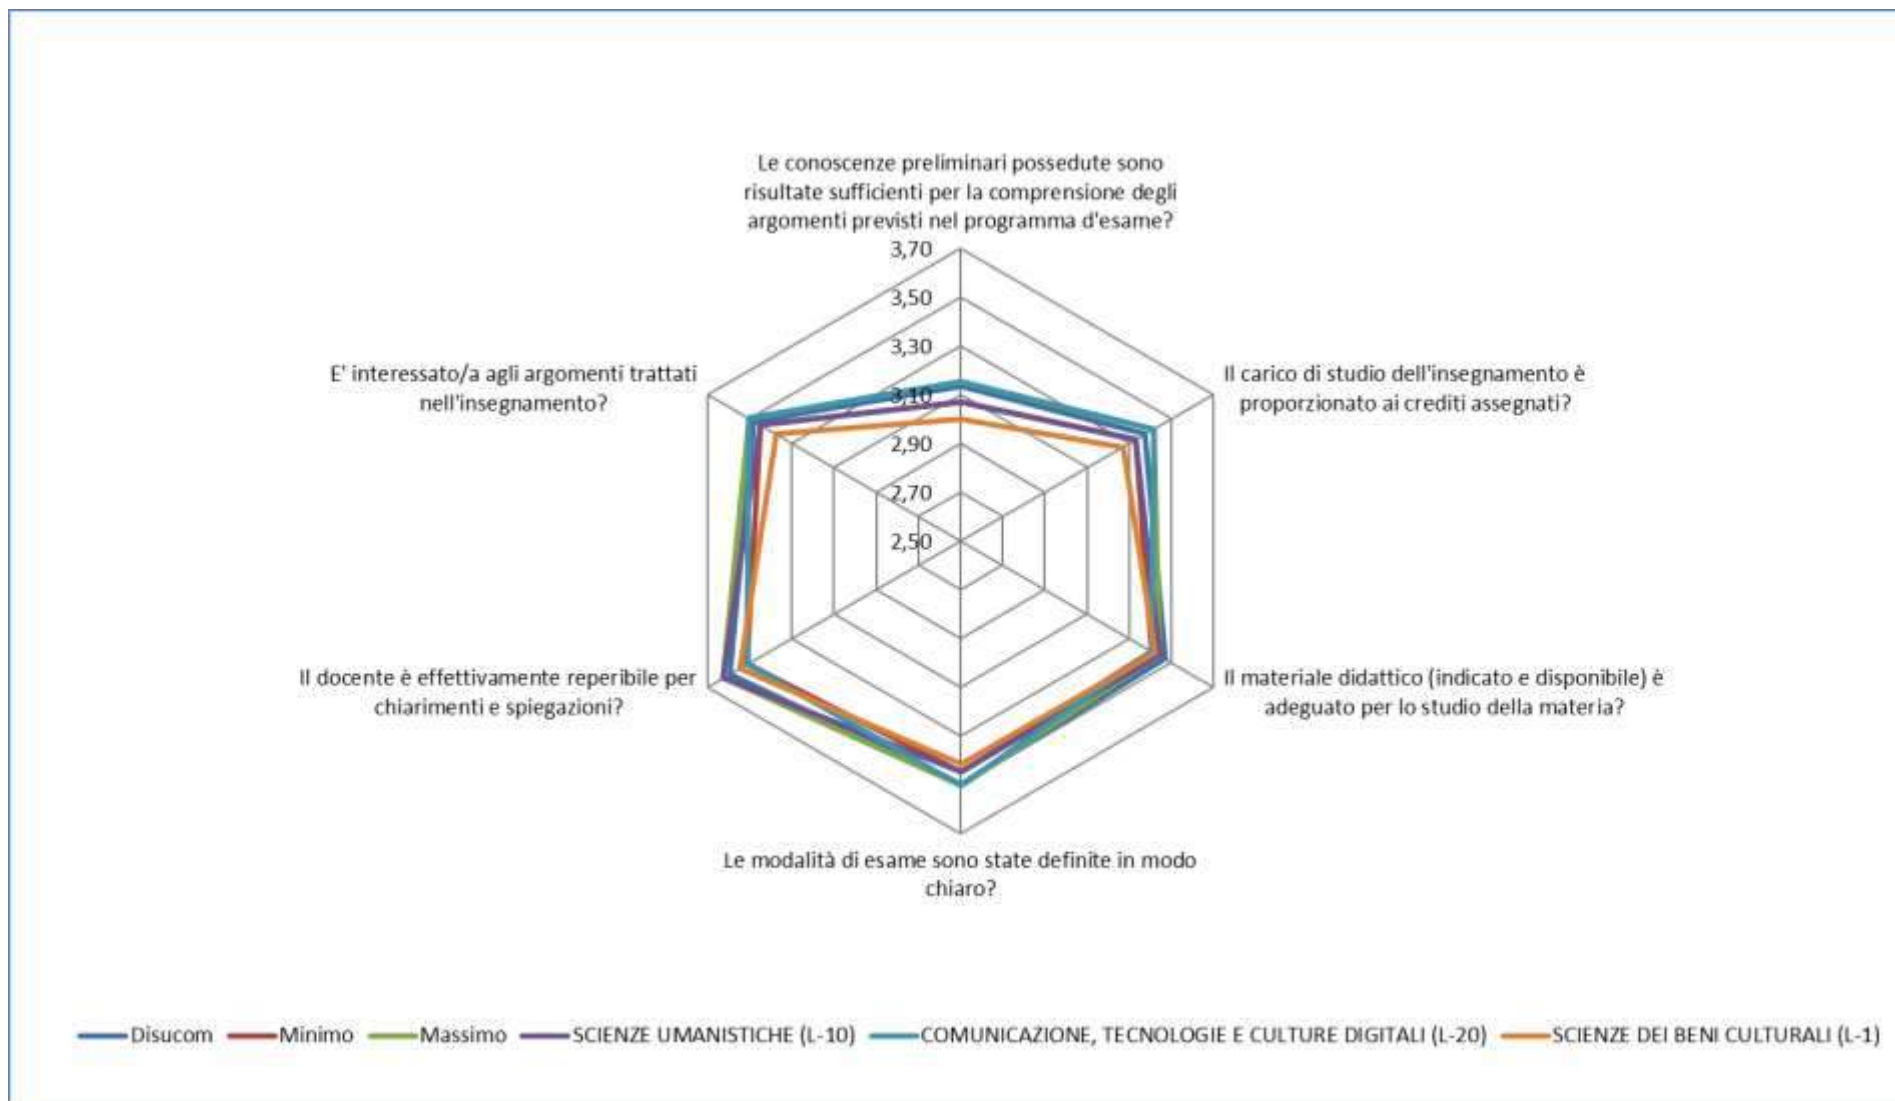 Le conoscenze preliminari possedute sono
risultate sufficienti per la comprensione degli
argomenti previsti nel programma d'esame?
3,70
3,50
3,30
3,10
2,90
2,70
2,50
E' interessato/a agli argomenti trattati
nell'insegnamento?
Il carico di studio dell'insegnamento è
proporzionato ai crediti assegnati?
Il docente è effettivamente reperibile per
chiarimenti e spiegazioni?
Il materiale didattico (indicato e disponibile) è
adeguato per lo studio della materia?
Le modalità di esame sono state definite in modo
chiaro?
Disucom Minimo Massimo SCIENZE UMANISTICHE (L-10) COMUNICAZIONE, TECNOLOGIE E CULTURE DIGITALI (L-20) SCIENZE DEI BENI CULTURALI (L-1)